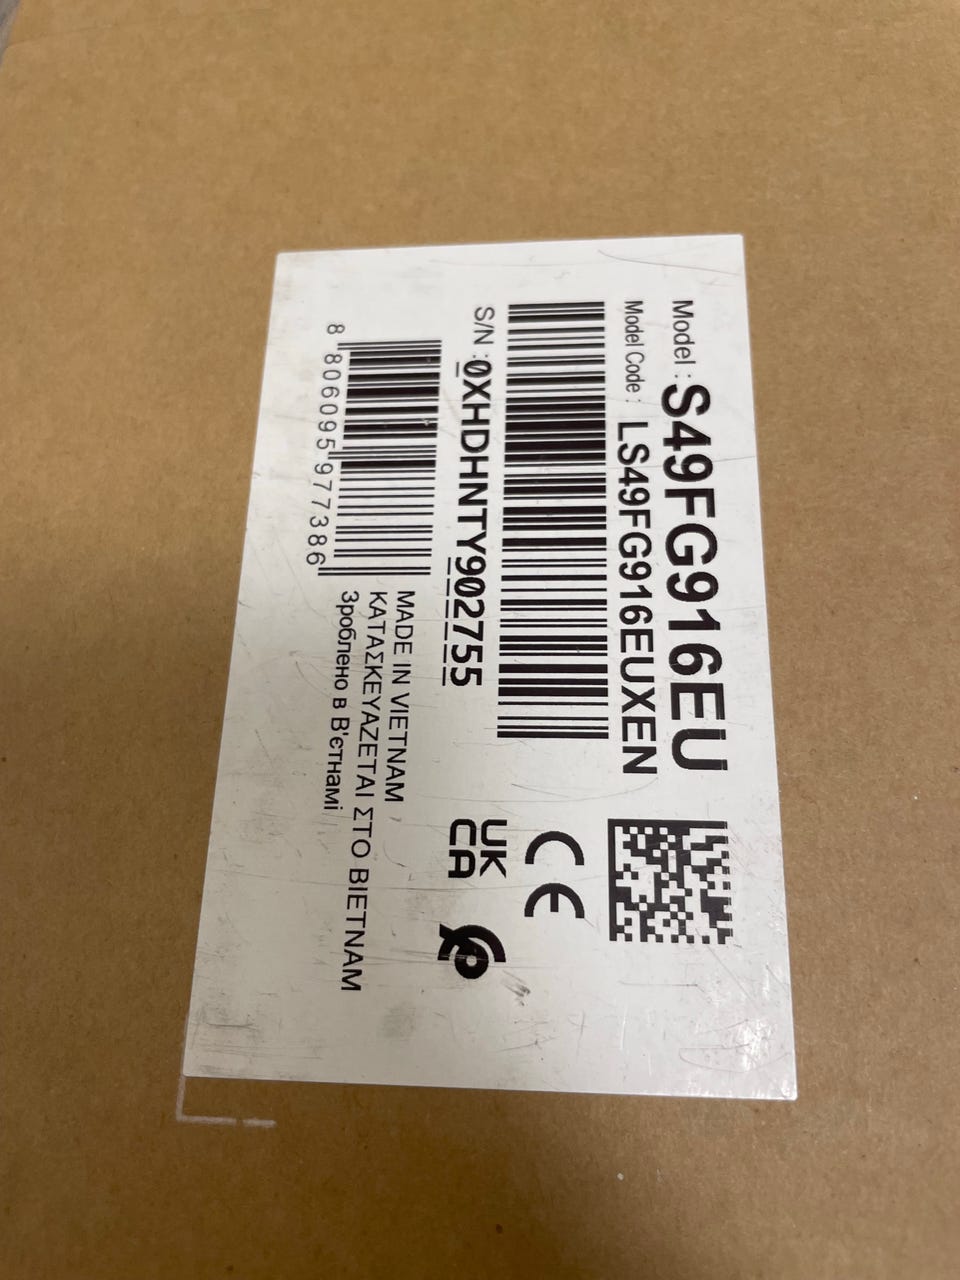 Model : S49FG916EU
Model Code : LS49FG916EUXEN
S/N :0XHDHNTY902755
8 806095 977386
MADE IN VIETNAM
ΚΑΤΑΣΚΕΥΑΖΕΤΑΙ ΣΤΟ ΒΙΕΤΝΑΜ
Зроблено в В'єтнамі
CE
UK
CA